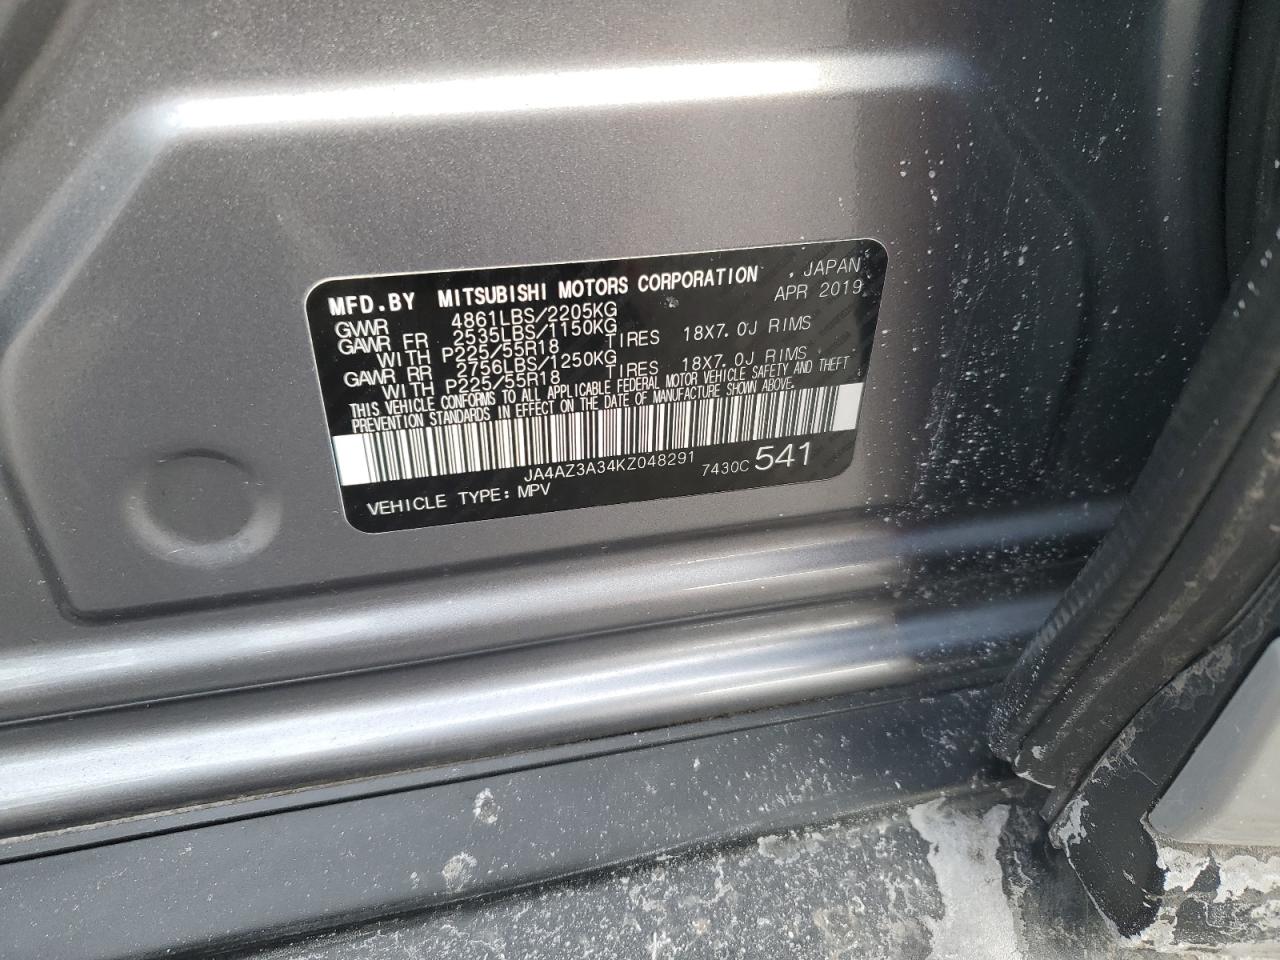 MFD.BY MITSUBISHI MOTORS CORPORATION , JAPAN
GVWR 4861LBS/2205KG APR 2019
GAWR FR 2535LBS/1150KG
WITH P225/55R18 TIRES 18X7.0J RIMS
GAWR RR 2756LBS/1250KG
WITH P225/55R18 TIRES 18X7.0J RIMS
THIS VEHICLE CONFORMS TO ALL APPLICABLE FEDERAL MOTOR VEHICLE SAFETY AND THEFT
PREVENTION STANDARDS IN EFFECT ON THE DATE OF MANUFACTURE SHOWN ABOVE.
JA4AZ3A34KZ048291 7430C 541
VEHICLE TYPE: MPV